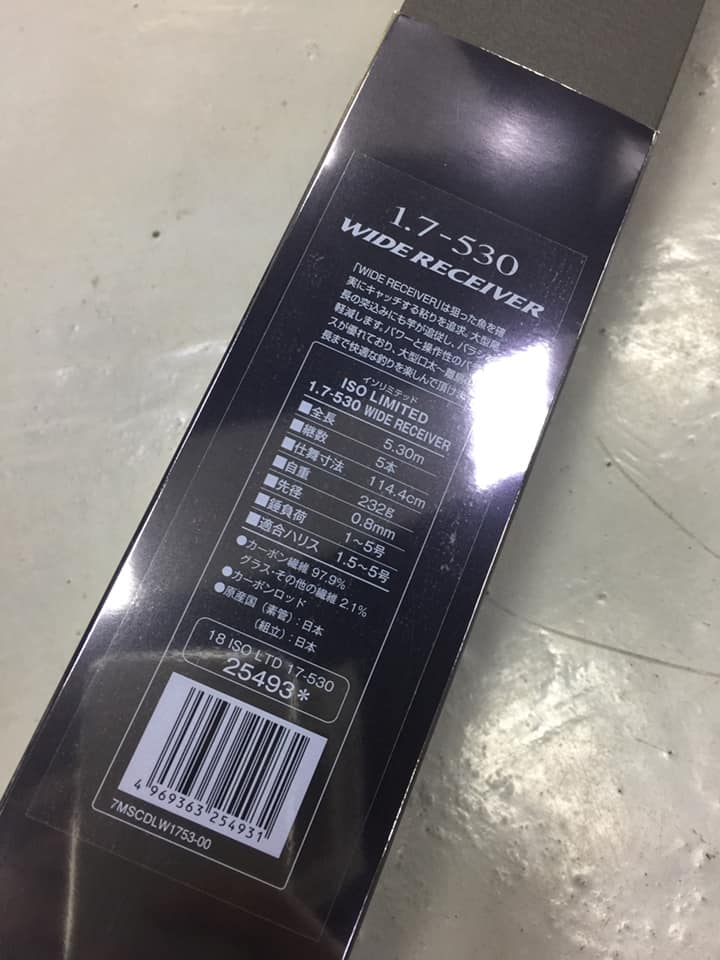 1.7-530
WIDE RECEIVER
「WIDE RECEIVER」は狙った魚を確
実にキャッチする粘りを追求。大型魚
長の突込みにも竿が追従し、バラシ
軽減します。パワーと操作性のバ
スが優れており、大型口太〜
長まで快適な釣りを楽しんで頂け
イソリミテッド
ISO LIMITED
1.7-530 WIDE RECEIVER
■全長 5.30m
■継数 5本
■仕舞寸法 114.4cm
■自重 232g
■先径 0.8mm
■錘負荷 1〜5号
■適合ハリス 1.5〜5号
●カーボン繊維 97.9%
グラス・その他の繊維 2.1%
●カーボンロッド
●原産国(素管):日本
(組立):日本
18 ISO LTD 17-530
25493*
4 969363 254931
7MSCDLW1753-00